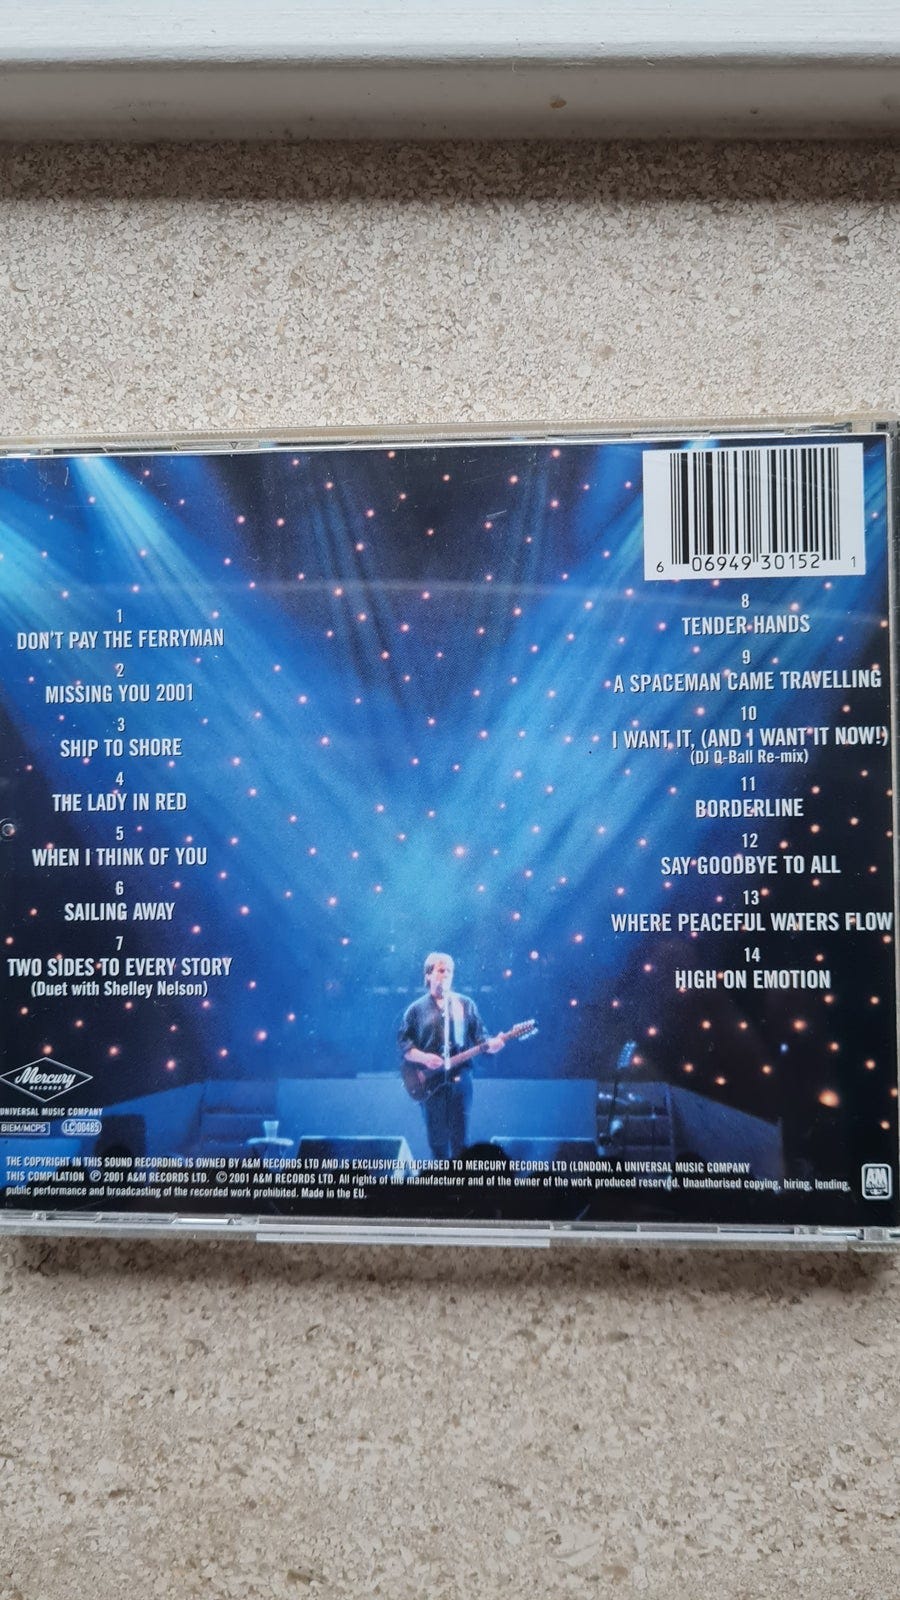 6 06949 30152 1
1
DON'T PAY THE FERRYMAN
2
MISSING YOU 2001
3
SHIP TO SHORE
4
THE LADY IN RED
5
WHEN I THINK OF YOU
6
SAILING AWAY
7
TWO SIDES TO EVERY STORY
(Duet with Shelley Nelson)
8
TENDER HANDS
9
A SPACEMAN CAME TRAVELLING
10
I WANT IT, (AND I WANT IT NOW!)
(DJ Q-Ball Re-mix)
11
BORDERLINE
12
SAY GOODBYE TO ALL
13
WHERE PEACEFUL WATERS FLOW
14
HIGH ON EMOTION
Mercury
RECORDS
UNIVERSAL MUSIC COMPANY
BIEM/MCPS LC 00485
THE COPYRIGHT IN THIS SOUND RECORDING IS OWNED BY A&M RECORDS LTD AND IS EXCLUSIVELY LICENSED TO MERCURY RECORDS LTD (LONDON), A UNIVERSAL MUSIC COMPANY
THIS COMPILATION ℗ 2001 A&M RECORDS LTD. © 2001 A&M RECORDS LTD. All rights of the manufacturer and of the owner of the work produced reserved. Unauthorised copying, hiring, lending,
public performance and broadcasting of the recorded work prohibited. Made in the EU.
A&M